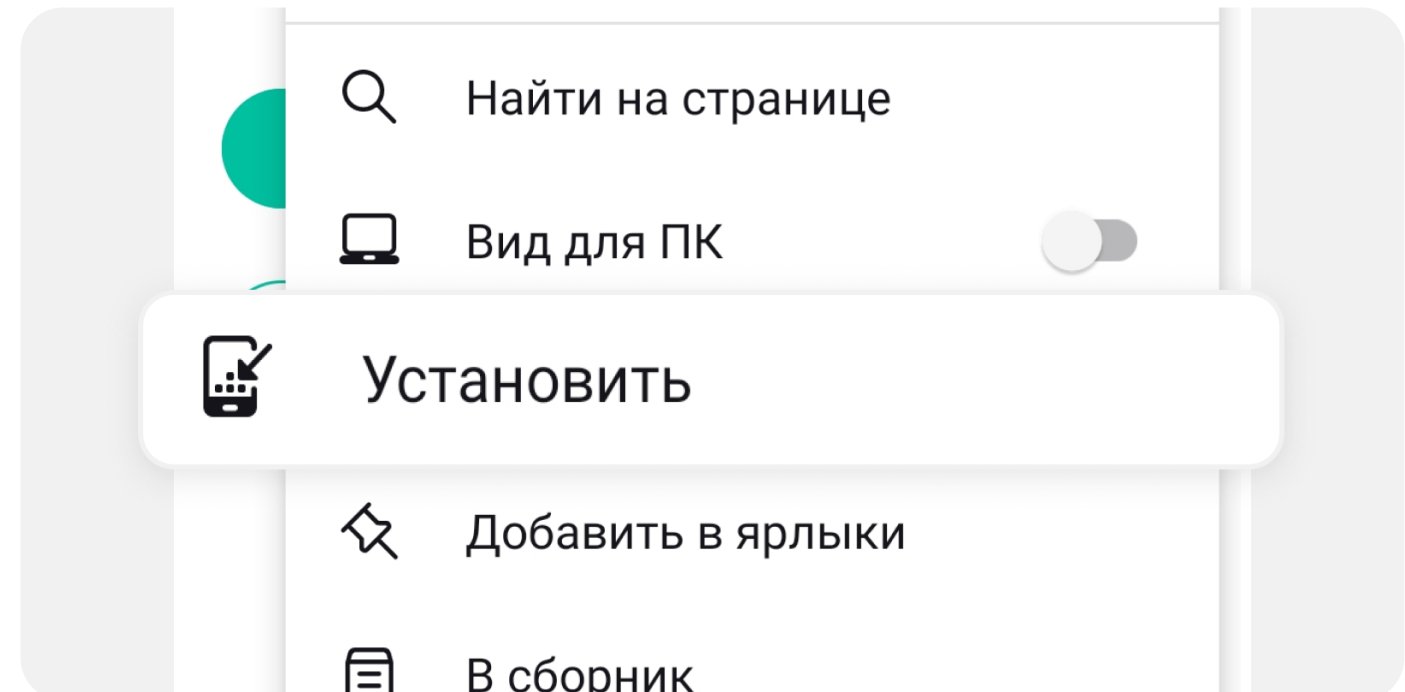 Найти на странице
Вид для ПК
Установить
Добавить в ярлыки
В сборник